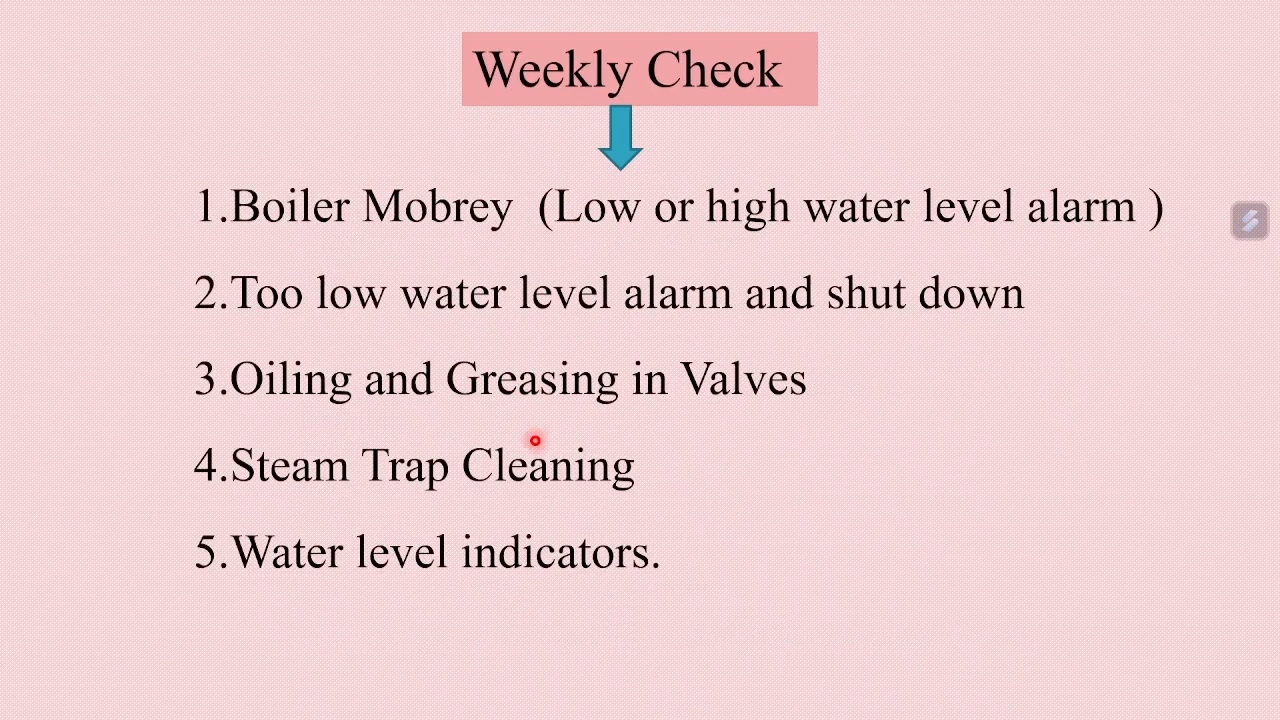 Weekly Check
1.Boiler Mobrey (Low or high water level alarm )
2.Too low water level alarm and shut down
3.Oiling and Greasing in Valves
4.Steam Trap Cleaning
5.Water level indicators.